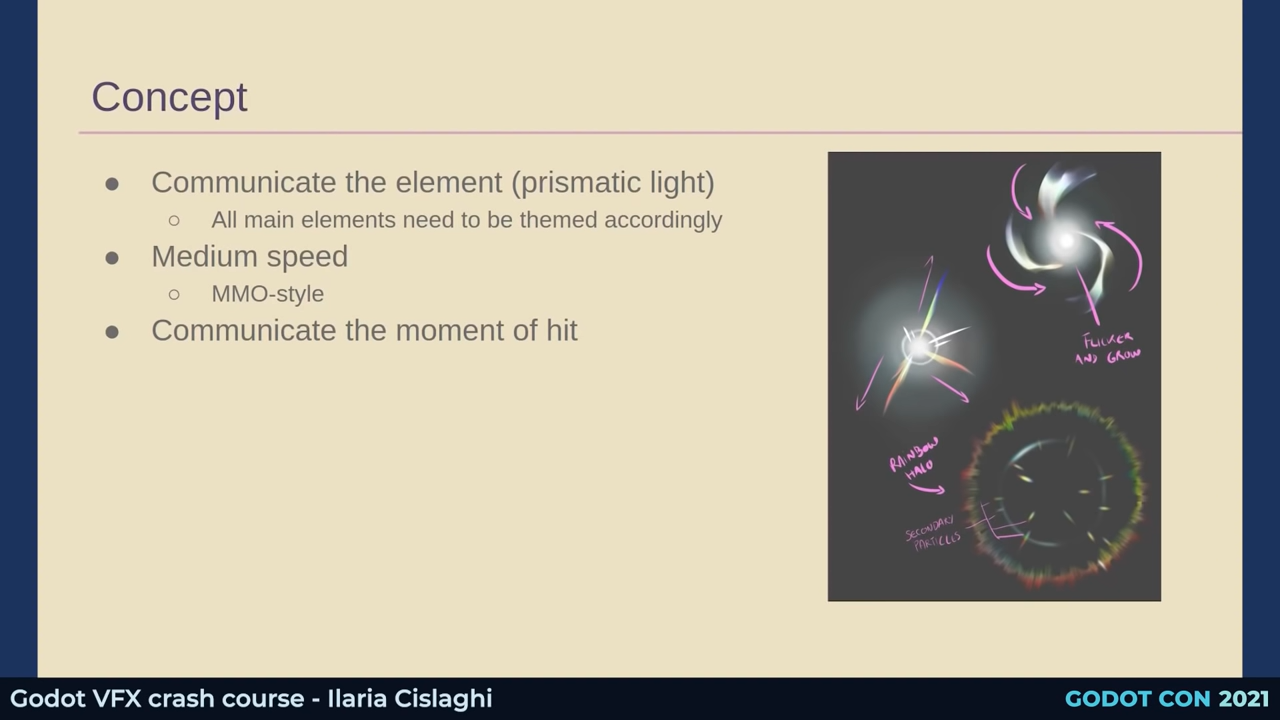 Concept
● Communicate the element (prismatic light)
○ All main elements need to be themed accordingly
● Medium speed
○ MMO-style
● Communicate the moment of hit
FLICKER
AND GROW
RAINBOW
HALO
SECONDARY
PARTICLES
Godot VFX crash course - Ilaria Cislaghi
GODOT CON 2021